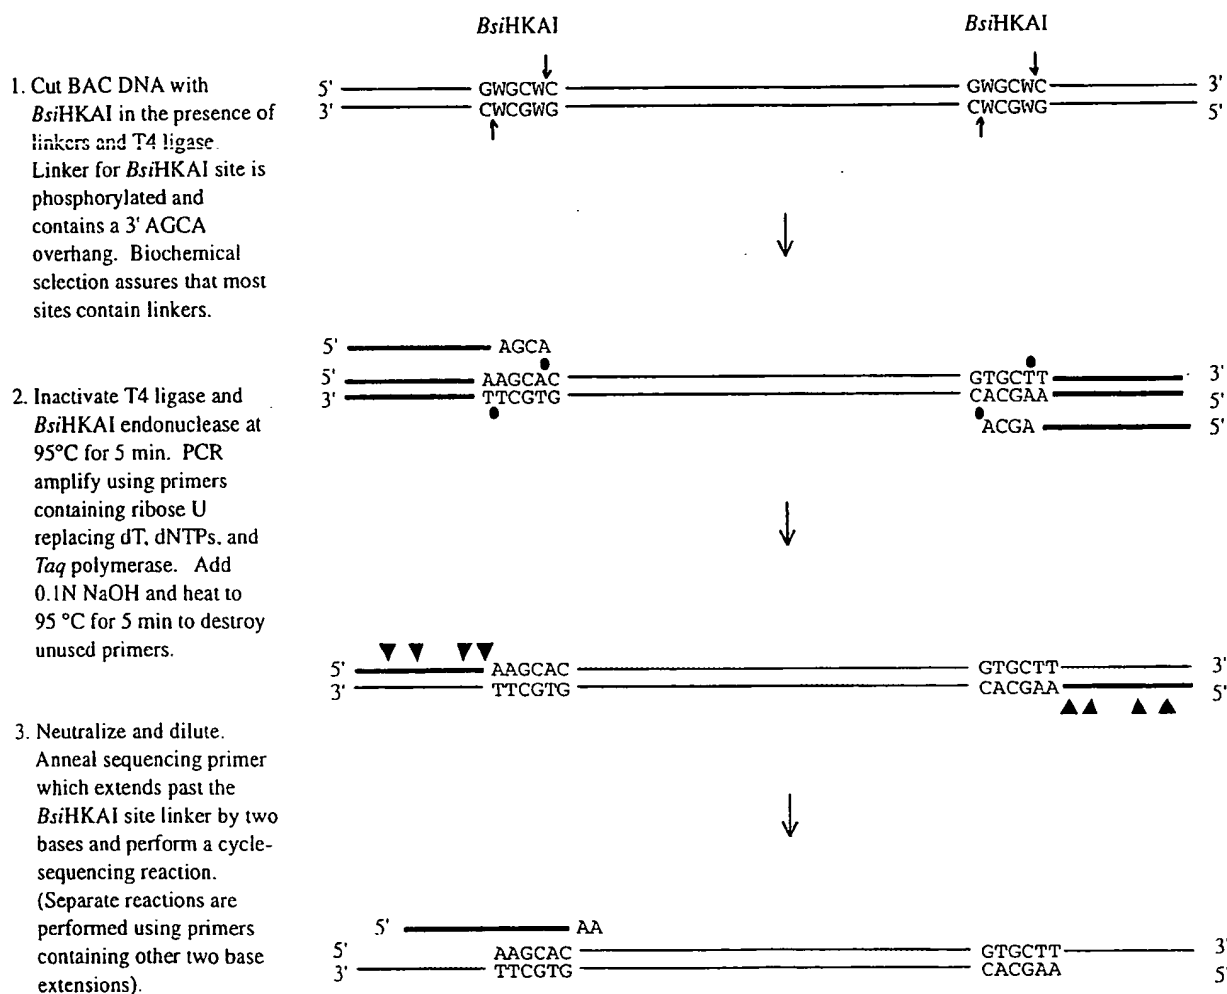 BsiHKAI
BsiHKAI
1. Cut BAC DNA with
BsiHKAI in the presence of
linkers and T4 ligase.
Linker for BsiHKAI site is
phosphorylated and
contains a 3' AGCA
overhang. Biochemical
selection assures that most
sites contain linkers.
5' GWGCWC GWGCWC 3'
3' CWCGWG CWCGWG 5'
5' AGCA
5' AAGCAC GTGCTT 3'
3' TTCGTG CACGAA 5'
ACGA 5'
2. Inactivate T4 ligase and
BsiHKAI endonuclease at
95°C for 5 min. PCR
amplify using primers
containing ribose U
replacing dT, dNTPs, and
Taq polymerase. Add
0.1N NaOH and heat to
95 °C for 5 min to destroy
unused primers.
5' AAGCAC GTGCTT 3'
3' TTCGTG CACGAA 5'
3. Neutralize and dilute.
Anneal sequencing primer
which extends past the
BsiHKAI site linker by two
bases and perform a cycle-
sequencing reaction.
(Separate reactions are
performed using primers
containing other two base
extensions).
5' AA
5' AAGCAC GTGCTT 3'
3' TTCGTG CACGAA 5'